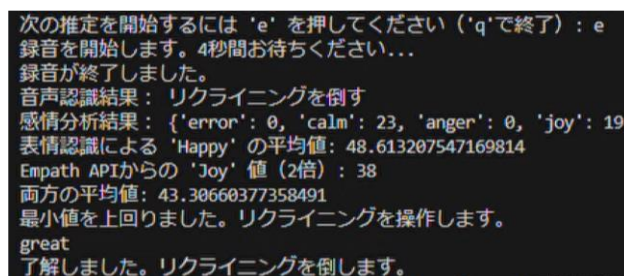 次の推定を開始するには 'e' を押してください（'q'で終了）: e
録音を開始します。4秒間お待ちください...
録音が終了しました。
音声認識結果： リクライニングを倒す
感情分析結果： {'error': 0, 'calm': 23, 'anger': 0, 'joy': 19
表情認識による 'Happy' の平均値: 48.613207547169814
Empath APIからの 'Joy' 値（2倍）: 38
両方の平均値: 43.30660377358491
最小値を上回りました。リクライニングを操作します。
great
了解しました。リクライニングを倒します。